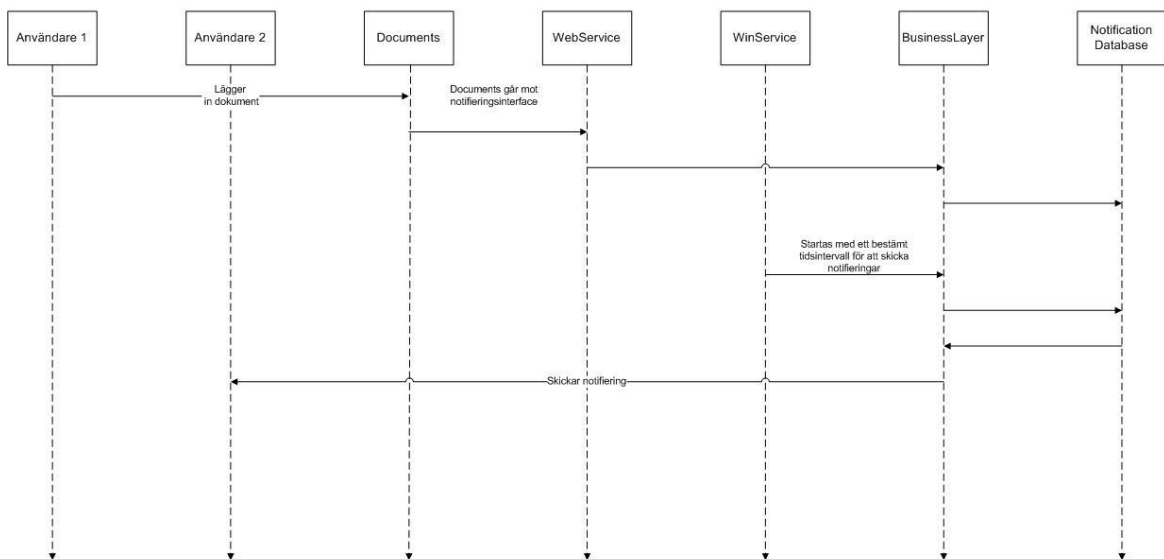 Användare 1
Användare 2
Documents
WebService
WinService
BusinessLayer
Notification
Database
Lägger
in dokument
Documents går mot
notifieringsinterface
Startas med ett bestämt
tidsintervall för att skicka
notifieringar
Skickar notifiering